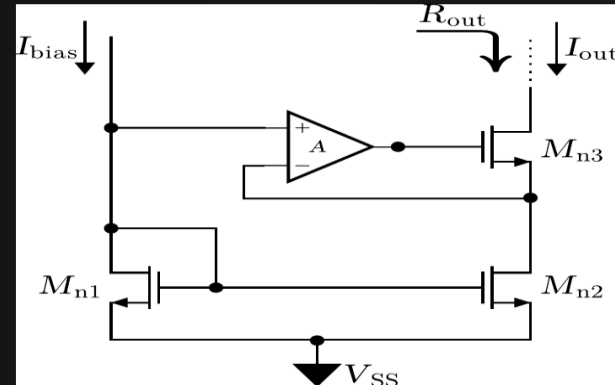 R_out
I_bias
I_out
+
A
−
M_n3
M_n1
M_n2
V_SS